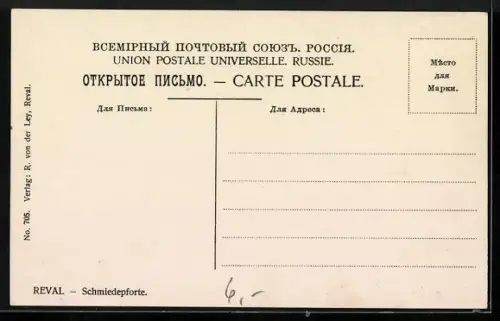 ВСЕМІРНЫЙ ПОЧТОВЫЙ СОЮЗЪ. РОССІЯ.
UNION POSTALE UNIVERSELLE. RUSSIE.
ОТКРЫТОЕ ПИСЬМО. — CARTE POSTALE.
Для Письма:
Для Адреса:
Мѣсто
для
Марки.
No. 705. Verlag: R. von der Ley, Reval.
REVAL — Schmiedepforte.
6,-